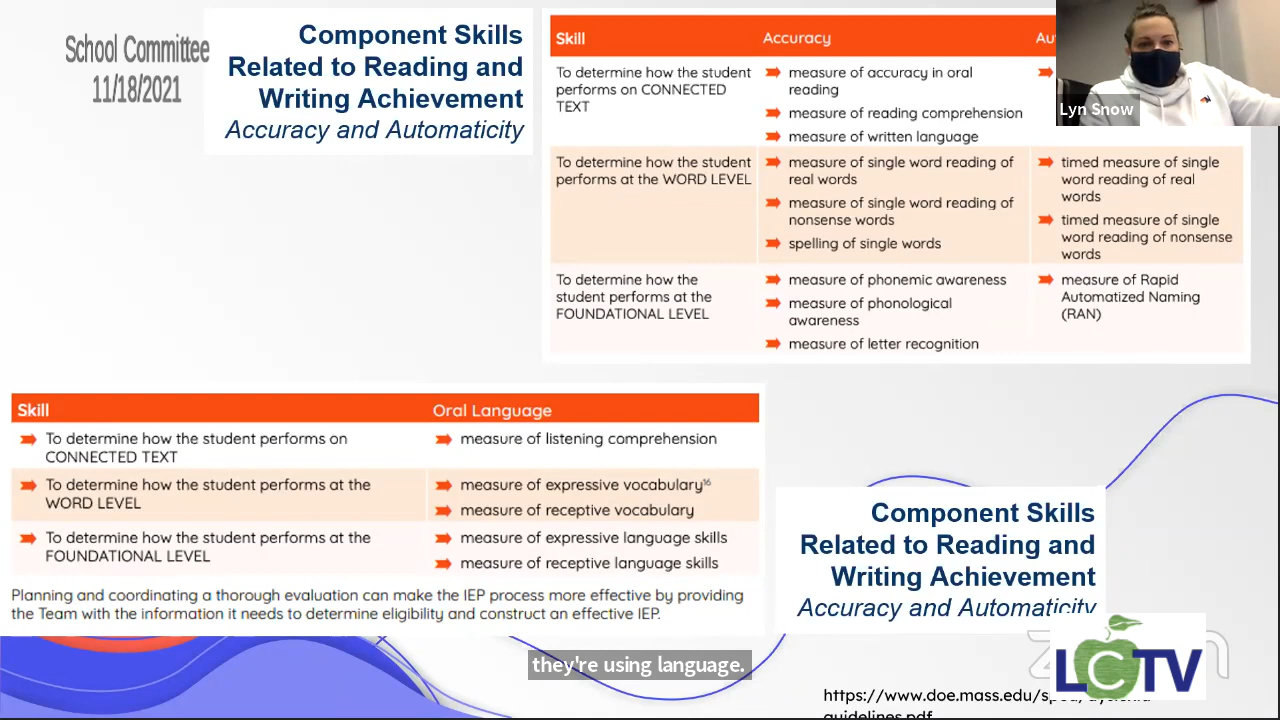 School Committee
11/18/2021
Component Skills
Related to Reading and
Writing Achievement
Accuracy and Automaticity
Skill
Accuracy
To determine how the student
performs on CONNECTED
TEXT
measure of accuracy in oral
reading
measure of reading comprehension
measure of written language
To determine how the student
performs at the WORD LEVEL
measure of single word reading of
real words
measure of single word reading of
nonsense words
spelling of single words
timed measure of single
word reading of real
words
timed measure of single
word reading of nonsense
words
To determine how the
student performs at the
FOUNDATIONAL LEVEL
measure of phonemic awareness
measure of phonological
awareness
measure of letter recognition
measure of Rapid
Automatized Naming
(RAN)
Lyn Snow
Skill
Oral Language
To determine how the student performs on
CONNECTED TEXT
measure of listening comprehension
To determine how the student performs at the
WORD LEVEL
measure of expressive vocabulary16
measure of receptive vocabulary
To determine how the student performs at the
FOUNDATIONAL LEVEL
measure of expressive language skills
measure of receptive language skills
Planning and coordinating a thorough evaluation can make the IEP process more effective by providing
the Team with the information it needs to determine eligibility and construct an effective IEP.
Component Skills
Related to Reading and
Writing Achievement
Accuracy and Automaticity
they're using language.
LCTV
https://www.doe.mass.edu/
guidelines.pdf